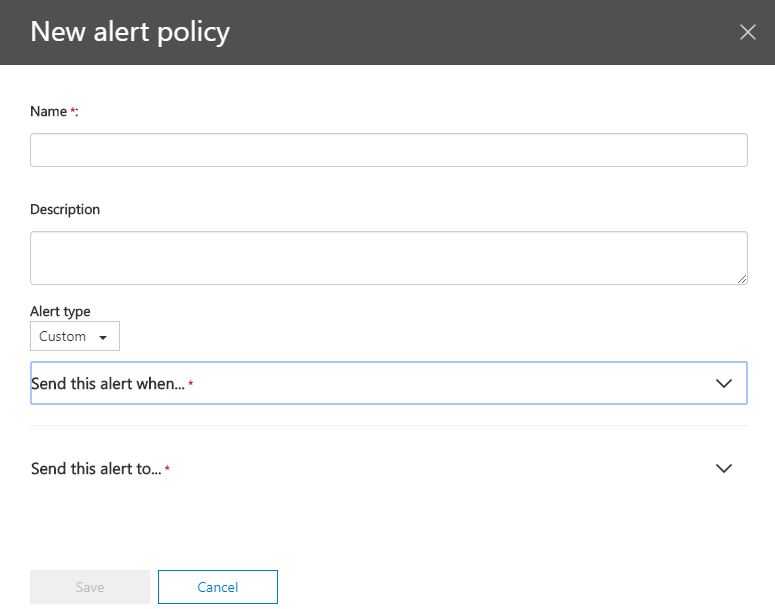 New alert policy
Name *:
Description
Alert type
Custom
Send this alert when... *
Send this alert to... *
Save Cancel